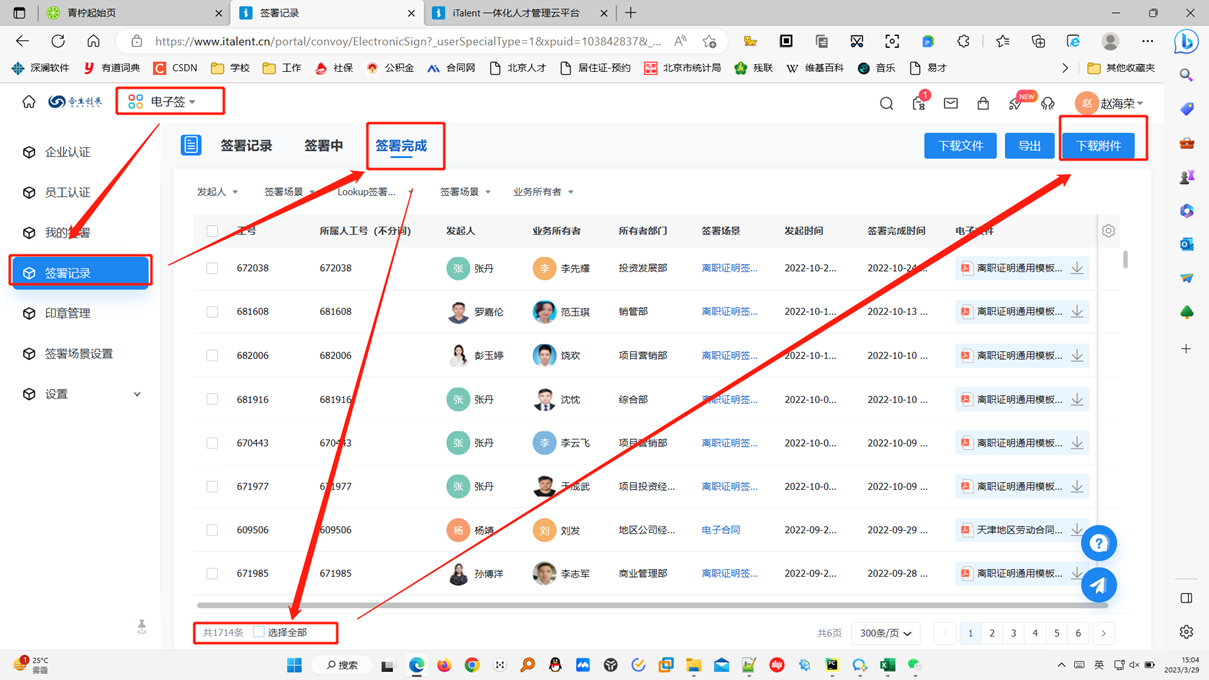 青柠起始页
签署记录
iTalent 一体化人才管理云平台
https://www.italent.cn/portal/convoy/ElectronicSign?_userSpecialType=1&xpuid=103842837&_...
深澜软件
有道词典
CSDN
学校
工作
社保
公积金
合同网
北京人才
居住证-预约
北京市统计局
残联
维基百科
音乐
易才
其他收藏夹
电子签
1
NEW
赵 赵海荣
企业认证
员工认证
我的签署
签署记录
印章管理
签署场景设置
设置
签署记录 签署中 签署完成
下载文件 导出 下载附件
发起人 签署场景 Lookup签署... 签署场景 业务所有者
工号 所属人工号（不分词） 发起人 业务所有者 所有者部门 签署场景 发起时间 签署完成时间 电子文件
672038 672038 张 张丹 李 李先耀 投资发展部 离职证明签... 2022-10-2... 2022-10-24 ... 离职证明通用模板...
681608 681608 罗嘉伦 范玉琪 销管部 离职证明签... 2022-10-1... 2022-10-13 ... 离职证明通用模板...
682006 682006 彭玉婷 饶欢 项目营销部 离职证明签... 2022-10-1... 2022-10-10 ... 离职证明通用模板...
681916 681916 张 张丹 沈忱 综合部 离职证明签... 2022-10-0... 2022-10-10 ... 离职证明通用模板...
670443 670443 张 张丹 李 李云飞 项目营销部 离职证明签... 2022-10-0... 2022-10-09 ... 离职证明通用模板...
671977 671977 张 张丹 于成武 项目投资经... 离职证明签... 2022-10-0... 2022-10-09 ... 离职证明通用模板...
609506 609506 杨 杨婧 刘 刘发 地区公司经... 电子合同 2022-09-2... 2022-09-29 ... 天津地区劳动合同...
671985 671985 孙博洋 李志军 商业管理部 离职证明签... 2022-09-2... 2022-09-28 ... 离职证明通用模板...
共1714条 选择全部
共6页 300条/页 1 2 3 4 5 6
1
25°C
雾霾
搜索
英
15:04
2023/3/29